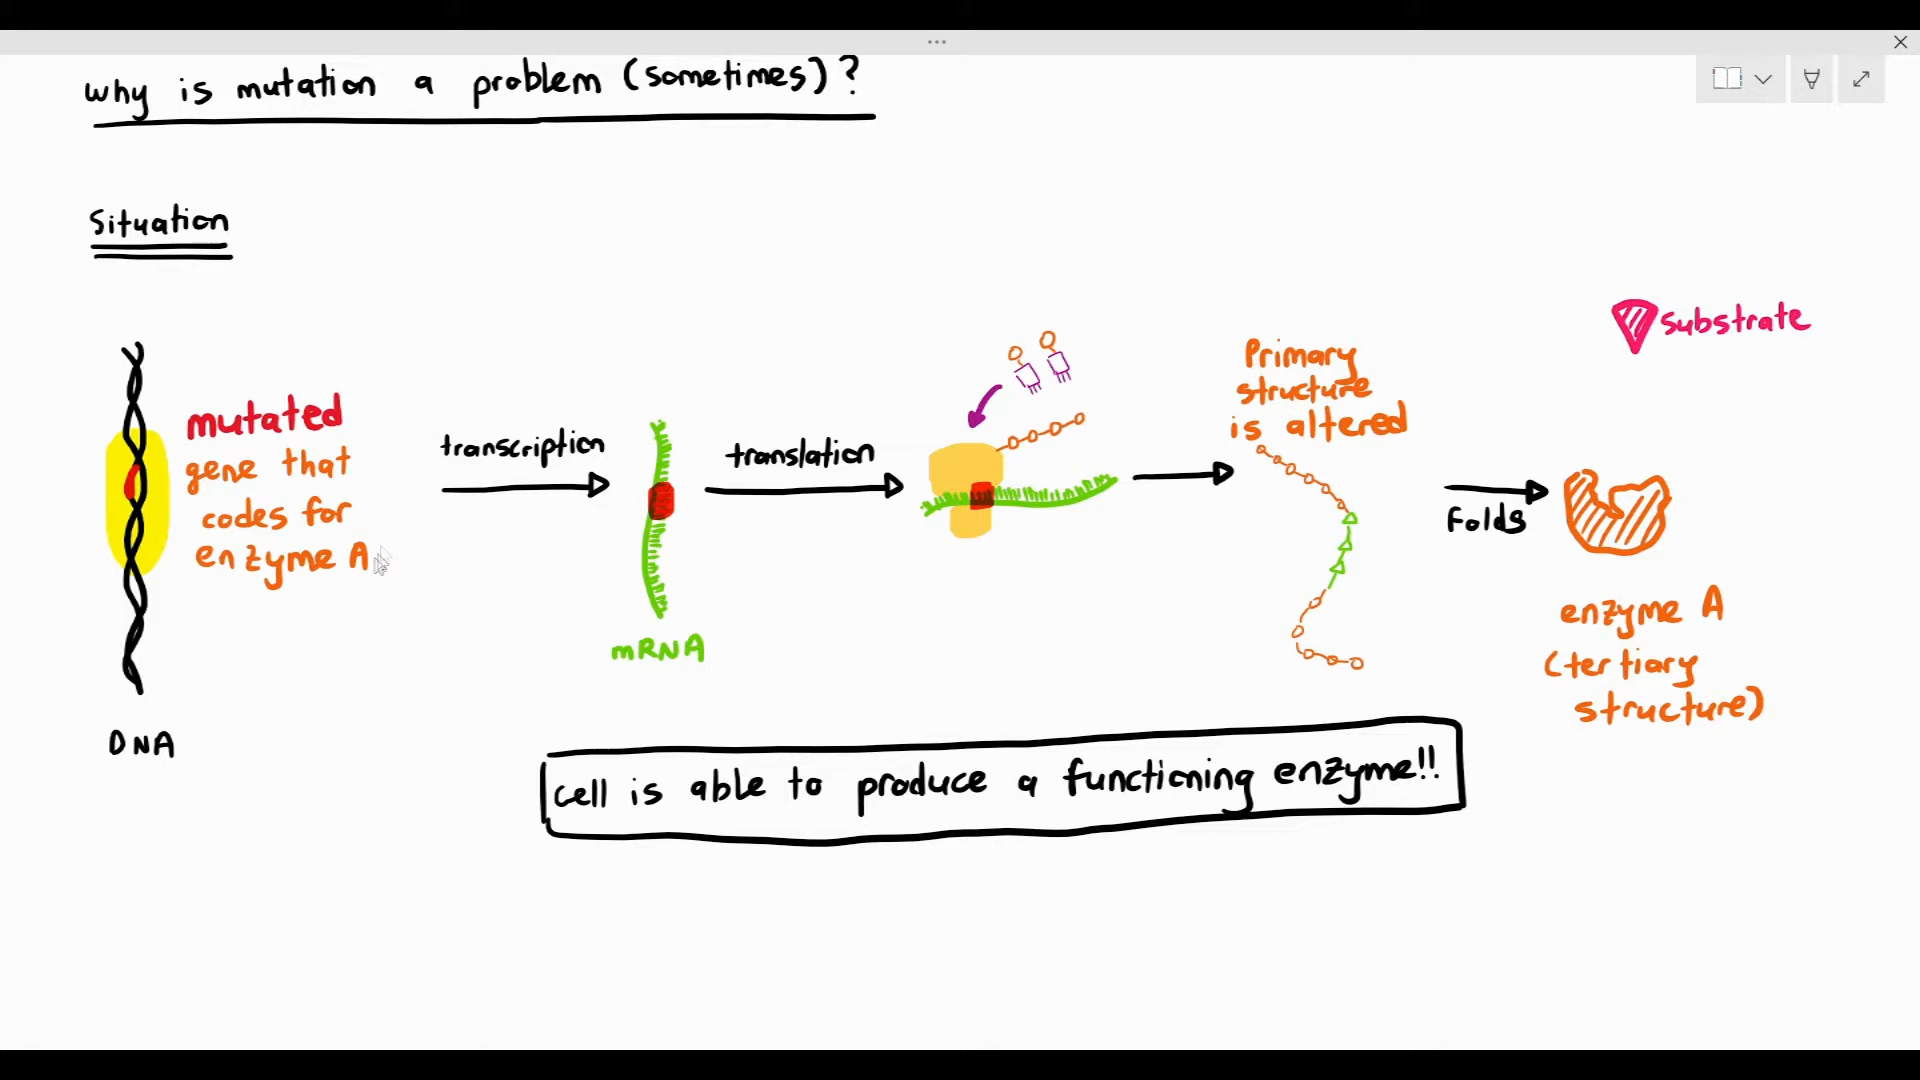 why is mutation a problem (sometimes)?
Situation
substrate
mutated
gene that
codes for
enzyme A
transcription
mRNA
translation
Primary
structure
is altered
Folds
enzyme A
(tertiary
structure)
DNA
cell is able to produce a functioning enzyme!!